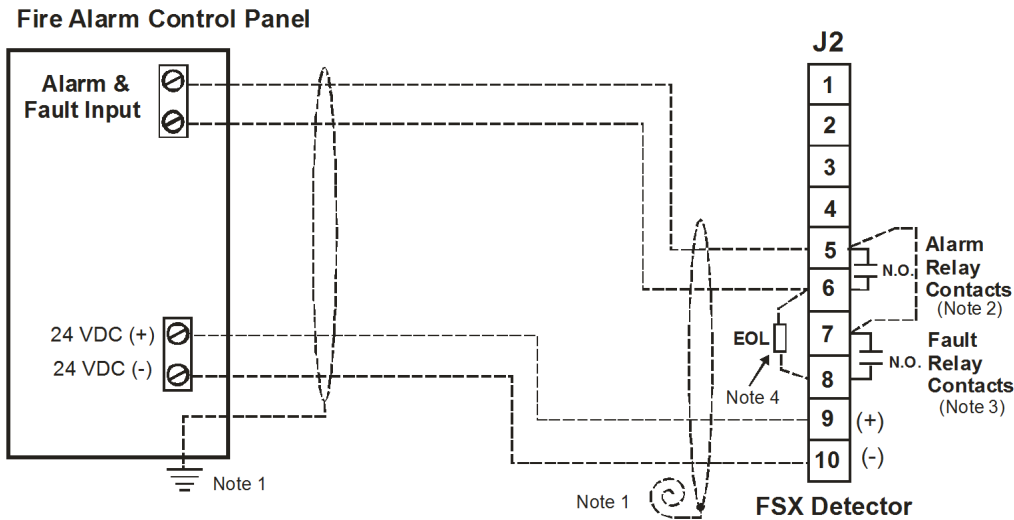 Fire Alarm Control Panel
J2
Alarm &
Fault Input
1
2
3
4
5
6
7
8
9
10
N.O.
Alarm
Relay
Contacts
(Note 2)
EOL
Note 4
N.O.
Fault
Relay
Contacts
(Note 3)
24 VDC (+)
24 VDC (-)
(+)
(-)
Note 1
Note 1
FSX Detector